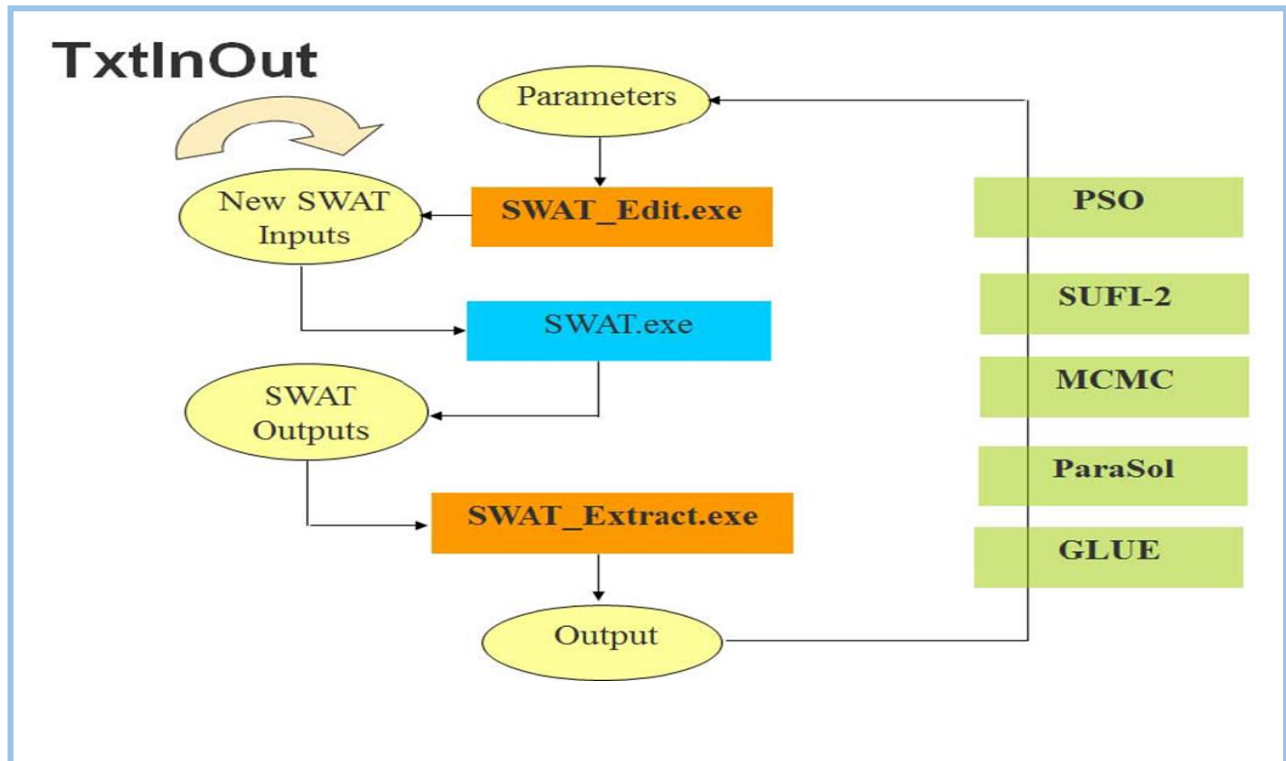 TxtInOut
Parameters
New SWAT
Inputs
SWAT_Edit.exe
SWAT.exe
SWAT
Outputs
SWAT_Extract.exe
Output
PSO
SUFI-2
MCMC
ParaSol
GLUE